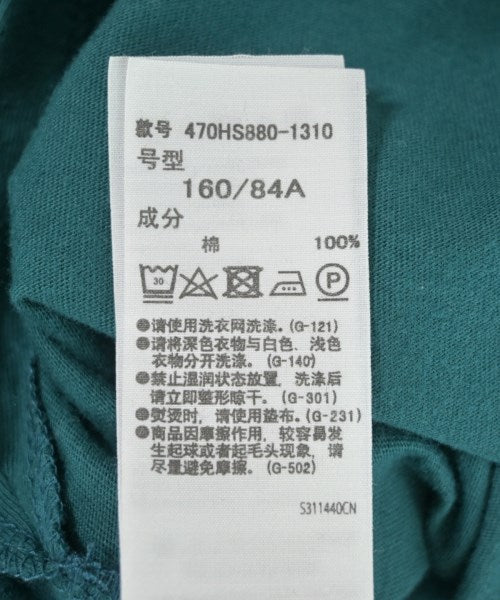 款号 470HS880-1310
号型
160/84A
成分
棉 100%
30 P
●请使用洗衣网洗涤。(G-121)
●请将深色衣物与白色、浅色
衣物分开洗涤。(G-140)
●禁止湿润状态放置，洗涤后
请立即整形晾干。(G-301)
●熨烫时，请使用垫布。(G-231)
●商品因摩擦作用，较容易发
生起球或者起毛头现象，请
尽量避免摩擦。(G-502)
S311440CN